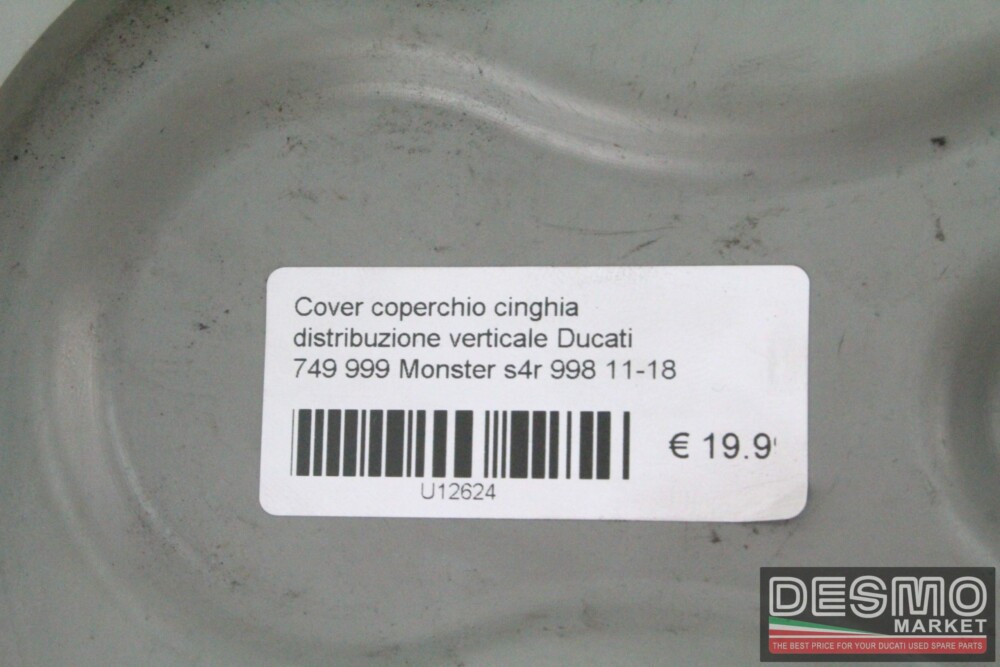 Cover coperchio cinghia
distribuzione verticale Ducati
749 999 Monster s4r 998 11-18
€ 19.9
U12624
DESMO
MARKET
THE BEST PRICE FOR YOUR DUCATI USED SPARE PARTS